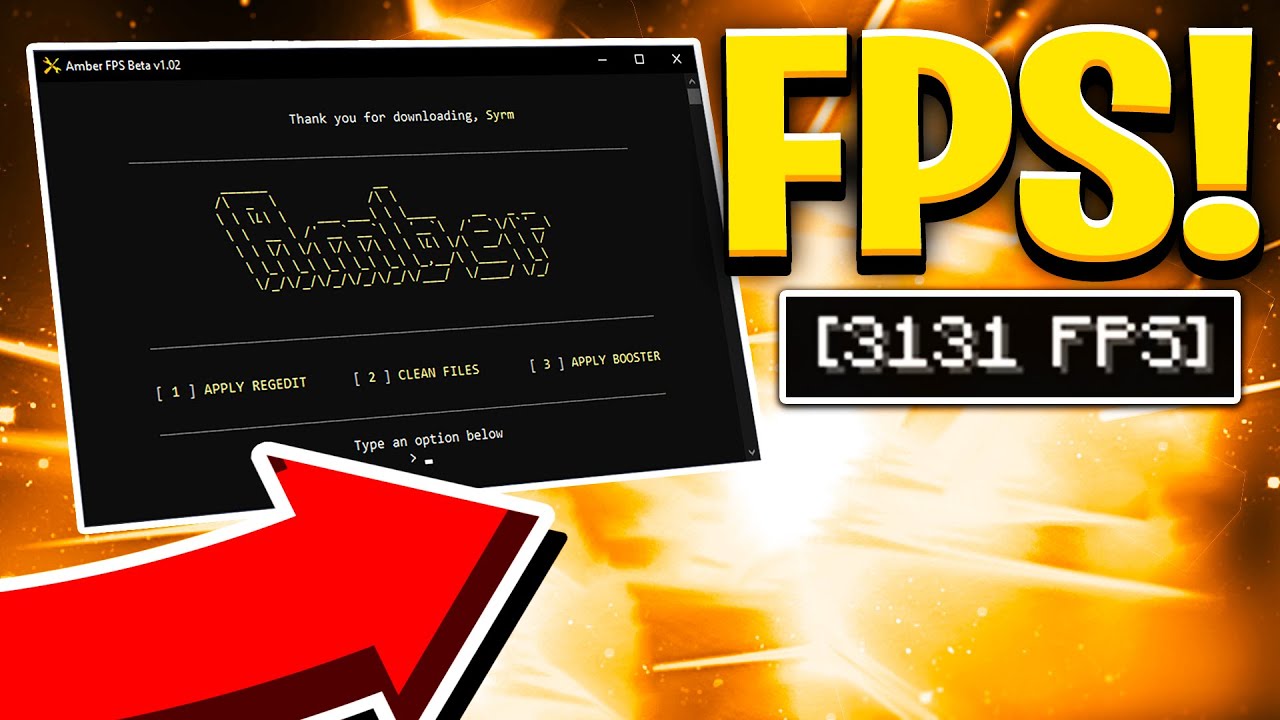 Amber FPS Beta v1.02
Thank you for downloading, Syrm
Amber
[ 1 ] APPLY REGEDIT [ 2 ] CLEAN FILES [ 3 ] APPLY BOOSTER
Type an option below
>
FPS!
[3131 FPS]